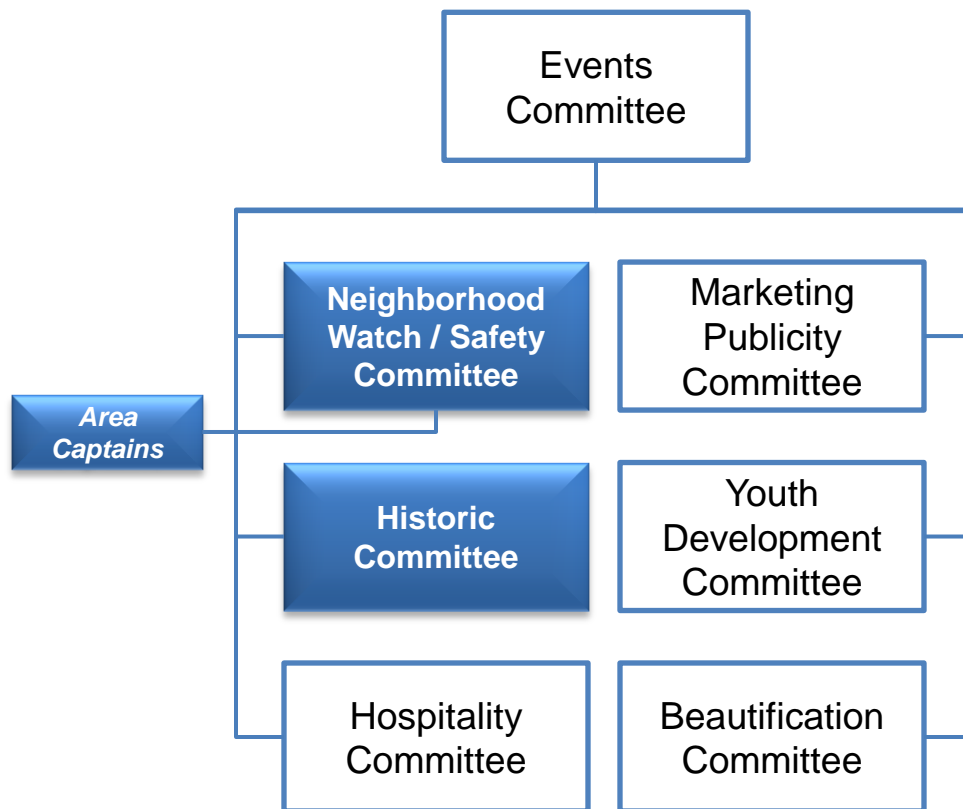 Events
Committee
Neighborhood
Watch / Safety
Committee
Marketing
Publicity
Committee
Area
Captains
Historic
Committee
Youth
Development
Committee
Hospitality
Committee
Beautification
Committee